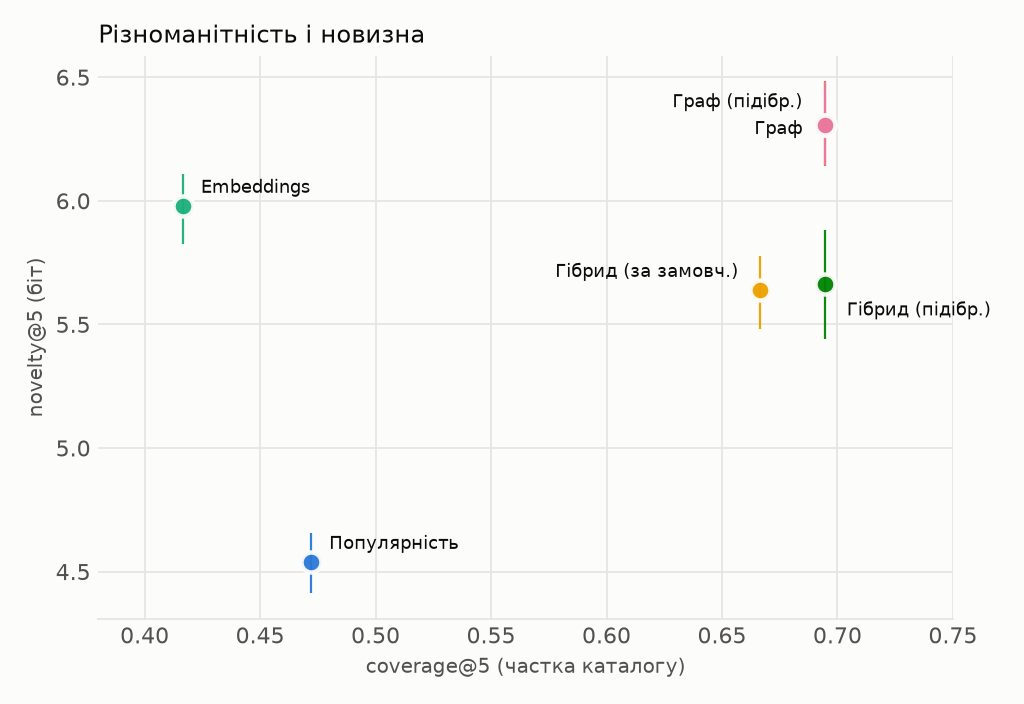 Різноманітність і новизна
6.5
6.0
5.5
5.0
4.5
novelty@5 (біт)
Граф (підібр.)
Граф
Embeddings
Гібрид (за замовч.)
Гібрид (підібр.)
Популярність
0.40 0.45 0.50 0.55 0.60 0.65 0.70 0.75
coverage@5 (частка каталогу)